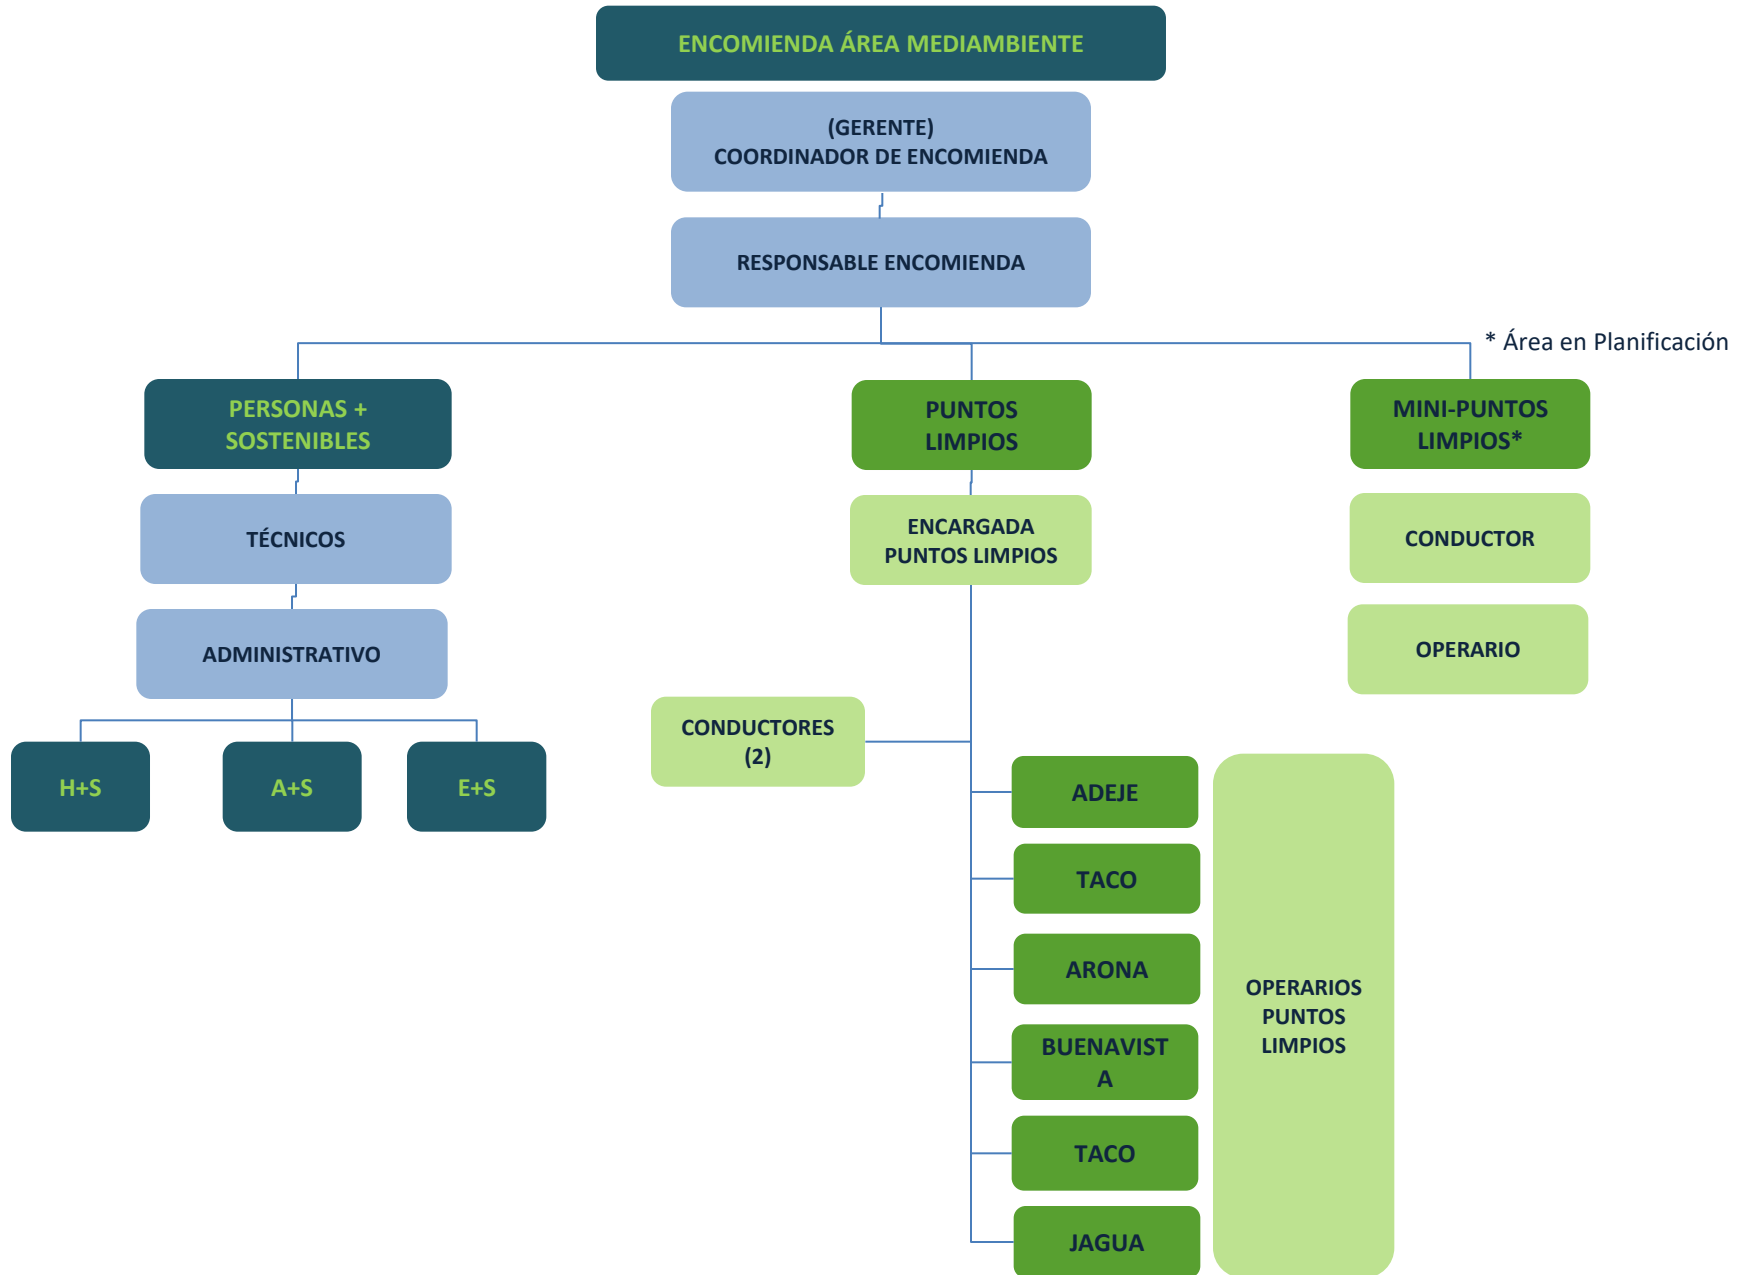 ENCOMIENDA ÁREA MEDIAMBIENTE
(GERENTE)
COORDINADOR DE ENCOMIENDA
RESPONSABLE ENCOMIENDA
* Área en Planificación
PERSONAS +
SOSTENIBLES
PUNTOS
LIMPIOS
MINI-PUNTOS
LIMPIOS*
TÉCNICOS
ENCARGADA
PUNTOS LIMPIOS
CONDUCTOR
ADMINISTRATIVO
OPERARIO
CONDUCTORES
(2)
H+S
A+S
E+S
ADEJE
TACO
ARONA
BUENAVIST
A
TACO
JAGUA
OPERARIOS
PUNTOS
LIMPIOS